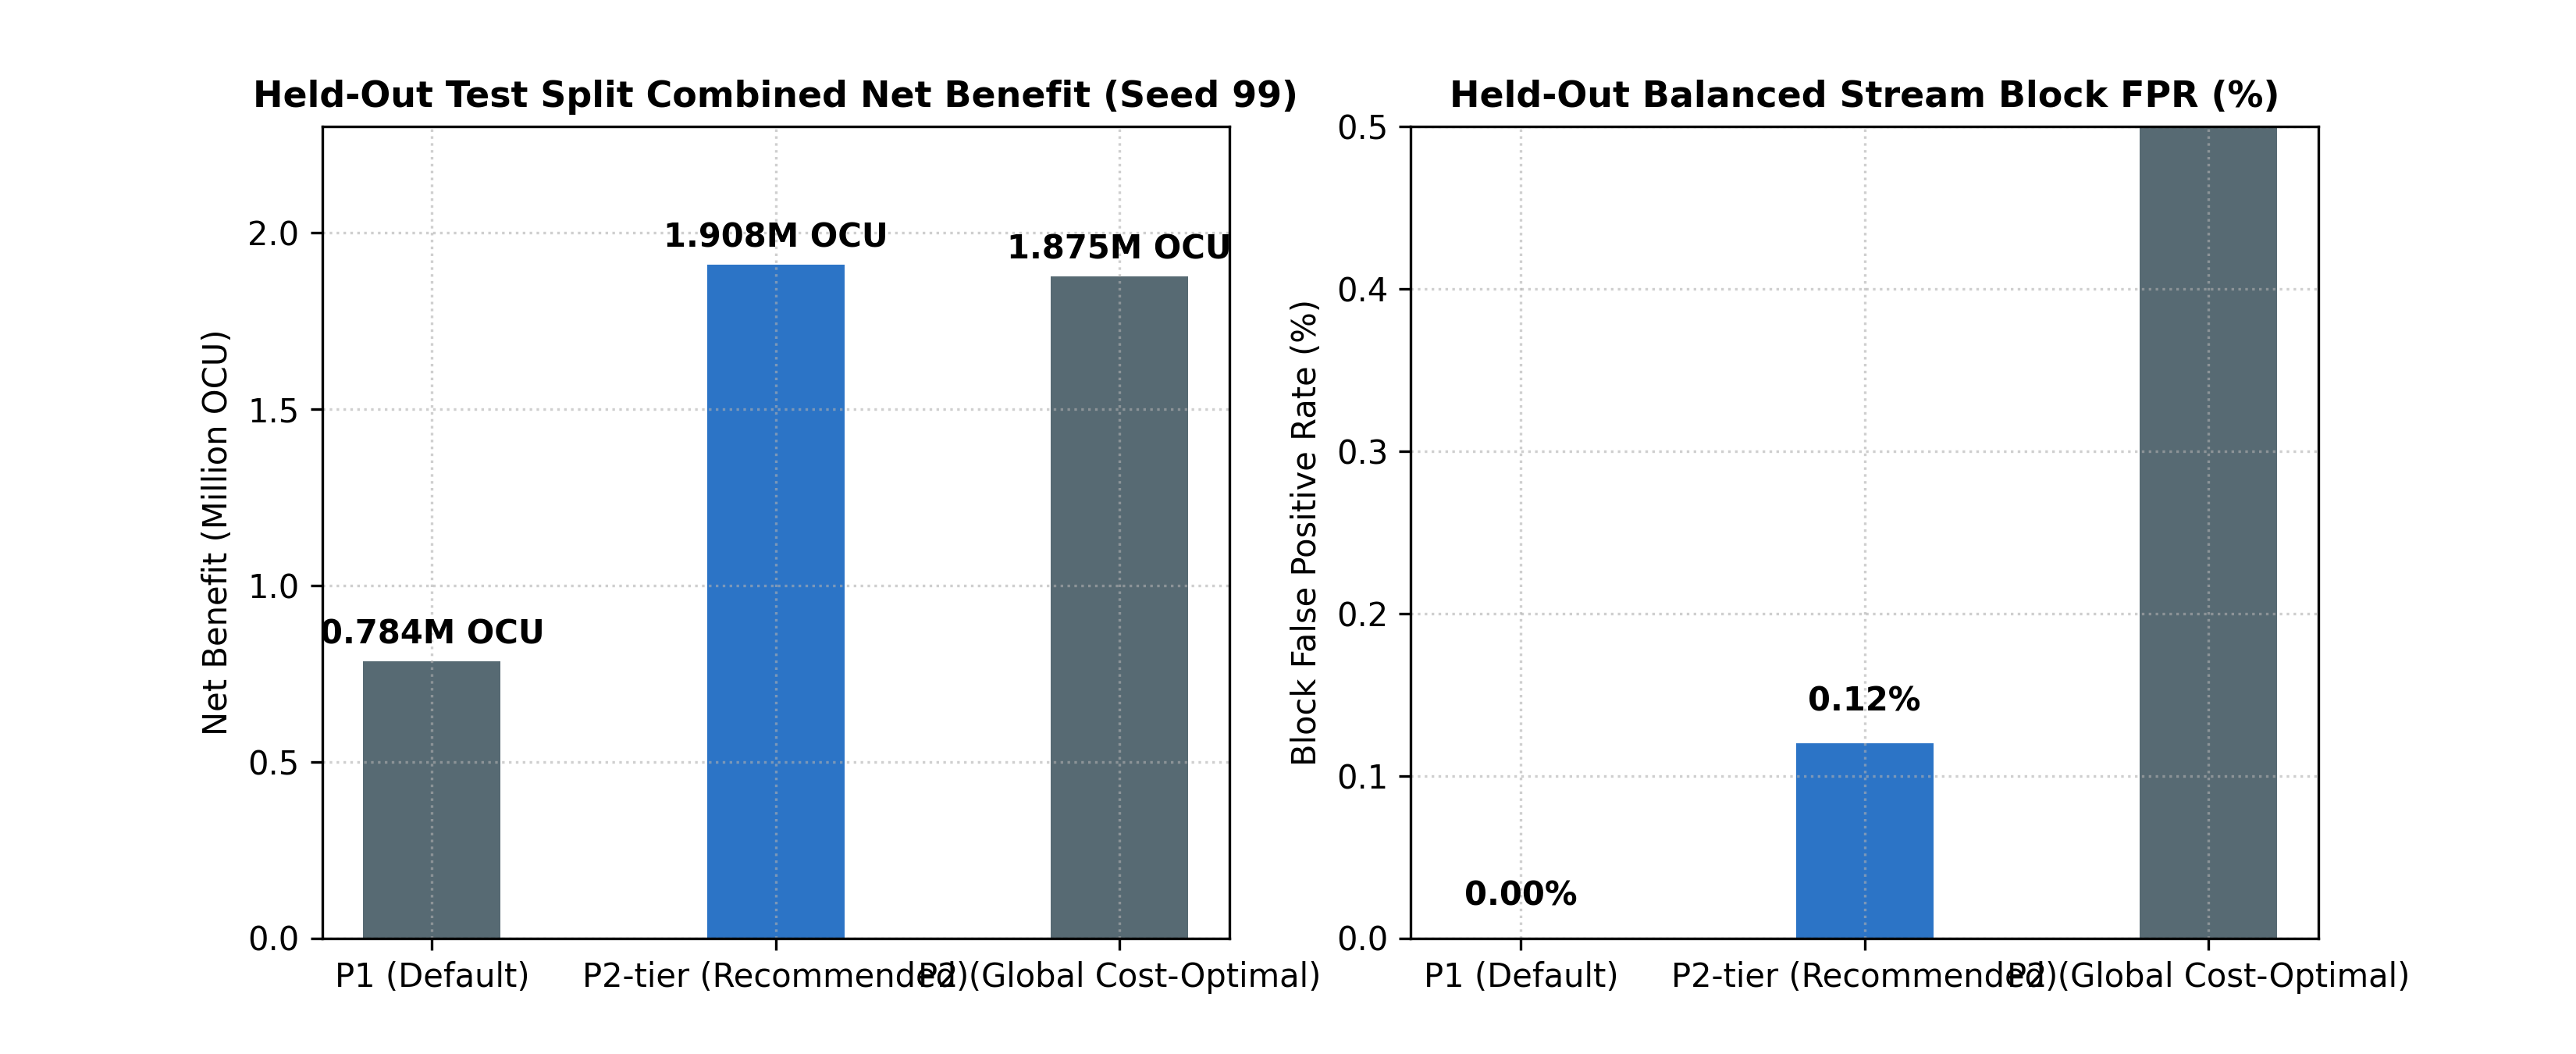 Held-Out Test Split Combined Net Benefit (Seed 99)
Net Benefit (Million OCU)
2.0
1.5
1.0
0.5
0.0
0.784M OCU
1.908M OCU
1.875M OCU
P1 (Default)
P2-tier (Recommended)
P2 (Global Cost-Optimal)
Held-Out Balanced Stream Block FPR (%)
Block False Positive Rate (%)
0.5
0.4
0.3
0.2
0.1
0.0
0.00%
0.12%
P1 (Default)
P2-tier (Recommended)
P2 (Global Cost-Optimal)